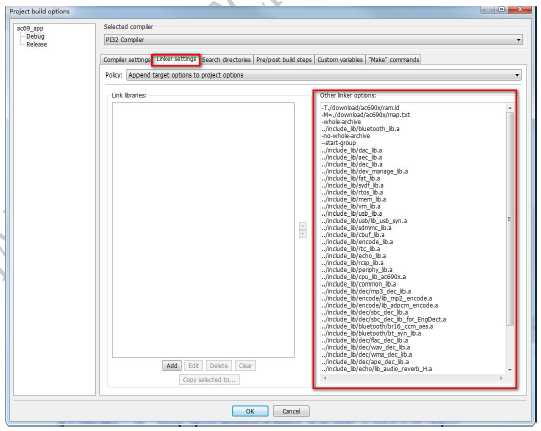 Project build options
ac69_app
Debug
Release
Selected compiler
PI32 Compiler
Compiler settings Linker settings Search directories Pre/post build steps Custom variables "Make" commands
Policy: Append target options to project options
Link libraries:
Add Edit Delete Clear
Copy selected to...
Other linker options:
-T./download/ac690x/ram.ld
-M=./download/ac690x/map.txt
--whole-archive
../include_lib/bluetooth_lib.a
--no-whole-archive
--start-group
../include_lib/dac_lib.a
../include_lib/aec_lib.a
../include_lib/dec_lib.a
../include_lib/dev_manage_lib.a
../include_lib/fat_lib.a
../include_lib/sydf_lib.a
../include_lib/rtos_lib.a
../include_lib/mem_lib.a
../include_lib/vm_lib.a
../include_lib/usb_lib.a
../include_lib/usb/lib_usb_syn.a
../include_lib/sdmmc_lib.a
../include_lib/cbuf_lib.a
../include_lib/encode_lib.a
../include_lib/rtc_lib.a
../include_lib/echo_lib.a
../include_lib/rcsp_lib.a
../include_lib/periphy_lib.a
../include_lib/cpu_lib_ac690x.a
../include_lib/common_lib.a
../include_lib/dec/mp3_dec_lib.a
../include_lib/encode/lib_mp2_encode.a
../include_lib/encode/lib_adpcm_encode.a
../include_lib/dec/sbc_dec_lib.a
../include_lib/dec/sbc_dec_lib_for_EngDect.a
../include_lib/bluetooth/br16_ccm_aes.a
../include_lib/bluetooth/bt_syn_lib.a
../include_lib/dec/flac_dec_lib.a
../include_lib/dec/wav_dec_lib.a
../include_lib/dec/wma_dec_lib.a
../include_lib/dec/ape_dec_lib.a
../include_lib/echo/lib_audio_reverb_H.a
OK Cancel